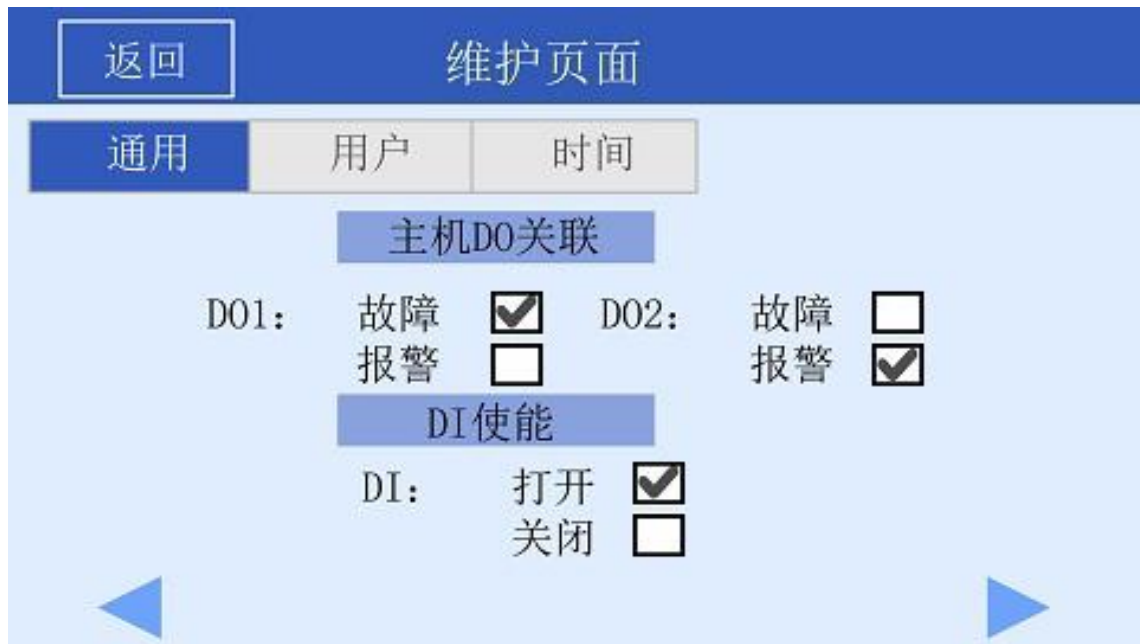 返回 维护页面
通用 用户 时间
主机DO关联
DO1: 故障 DO2: 故障
报警 报警
DI使能
DI: 打开
关闭